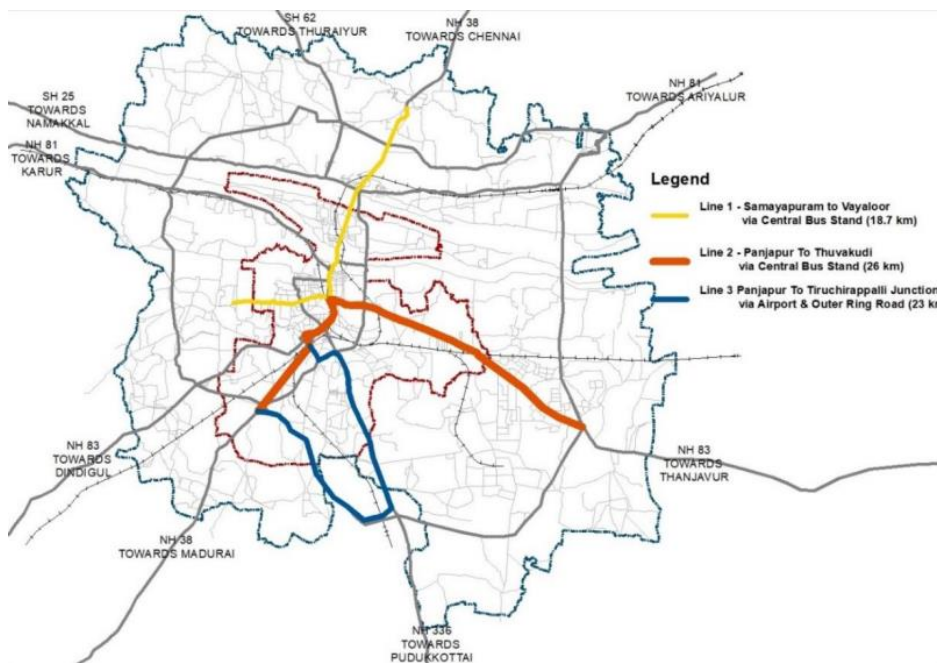 SH 62
TOWARDS THURAIYUR
NH 38
TOWARDS CHENNAI
NH 81
TOWARDS ARIYALUR
SH 25
TOWARDS
NAMAKKAL
NH 81
TOWARDS
KARUR
Legend
Line 1 - Samayapuram to Vayaloor
via Central Bus Stand (18.7 km)
Line 2 - Panjapur To Thuvakudi
via Central Bus Stand (26 km)
Line 3 Panjapur To Tiruchirappalli Junction
via Airport & Outer Ring Road (23 k
NH 83
TOWARDS
DINDIGUL
NH 83
TOWARDS
THANJAVUR
NH 38
TOWARDS MADURAI
NH 336
TOWARDS
PUDUKKOTTAI